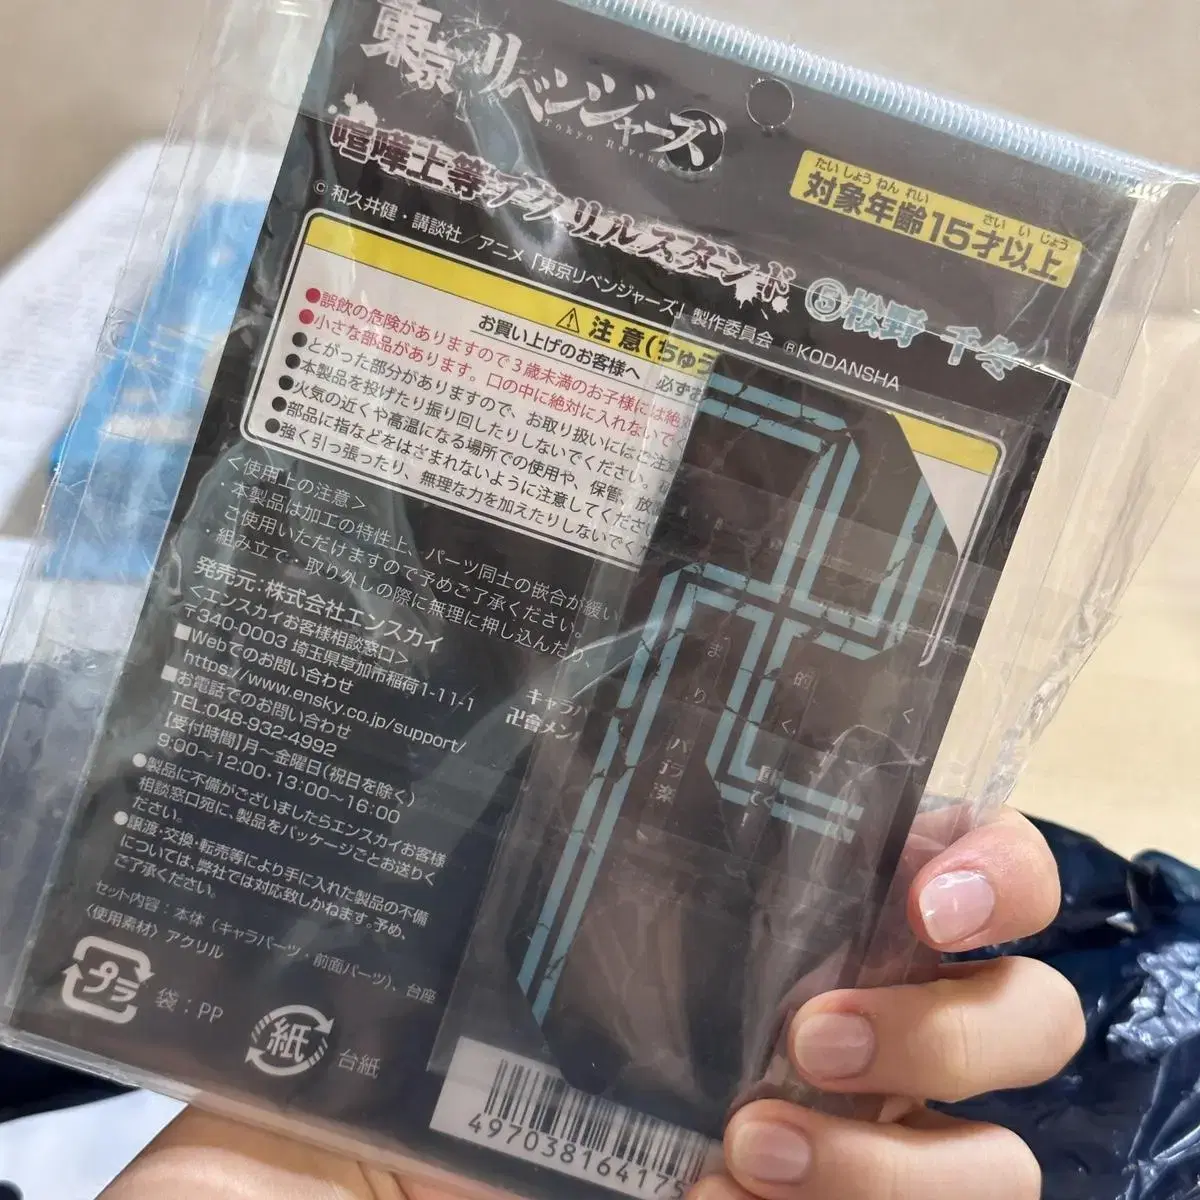 東京リベンジャーズ
Tokyo Reveng
喧嘩上等アクリルスタンド ⑤松野 千冬
たいしょうねんれい さいいじょう
対象年齢15才以上
© 和久井健・講談社/アニメ「東京リベンジャーズ」製作委員会 ®KODANSHA
⚠ 注意(ちゅう
お買い上げのお客様へ 必ず
●誤飲の危険がありますので3歳未満のお子様には絶
●小さな部品があります。口の中に絶対に入れないで
●とがった部分がありますので、お取り扱いにはご注
●本製品を投げたり振り回したりしないでください。
●火気の近くや高温になる場所での使用や、保管、放
●部品に指などをはさまれないように注意してくださ
●強く引っ張ったり、無理な力を加えたりしないで
<使用上の注意>
・本製品は加工の特性上、パーツ同士の嵌合が緩い
ご使用いただけますので予めご了承ください。
・組み立て・取り外しの際に無理に押し込んだり、
発売元:株式会社エンスカイ
<エンスカイお客様相談窓口>
〒340-0003 埼玉県草加市稲荷1-11-1
■Webでのお問い合わせ
https://www.ensky.co.jp/support/
■お電話でのお問い合わせ
TEL:048-932-4992
【受付時間】月～金曜日(祝日を除く)
9:00～12:00・13:00～16:00
●製品に不備がございましたらエンスカイお客様
相談窓口宛に、製品をパッケージごとお送りく
ださい。
●譲渡・交換・転売等により手に入れた製品の不備
については、弊社では対応致しかねます。予め、
ご了承ください。
セット内容:本体(キャラパーツ・前面パーツ)、台座
〈使用素材〉アクリル
キャラパ
卍會メン
プラ 袋:PP
紙 台紙
4970381641757